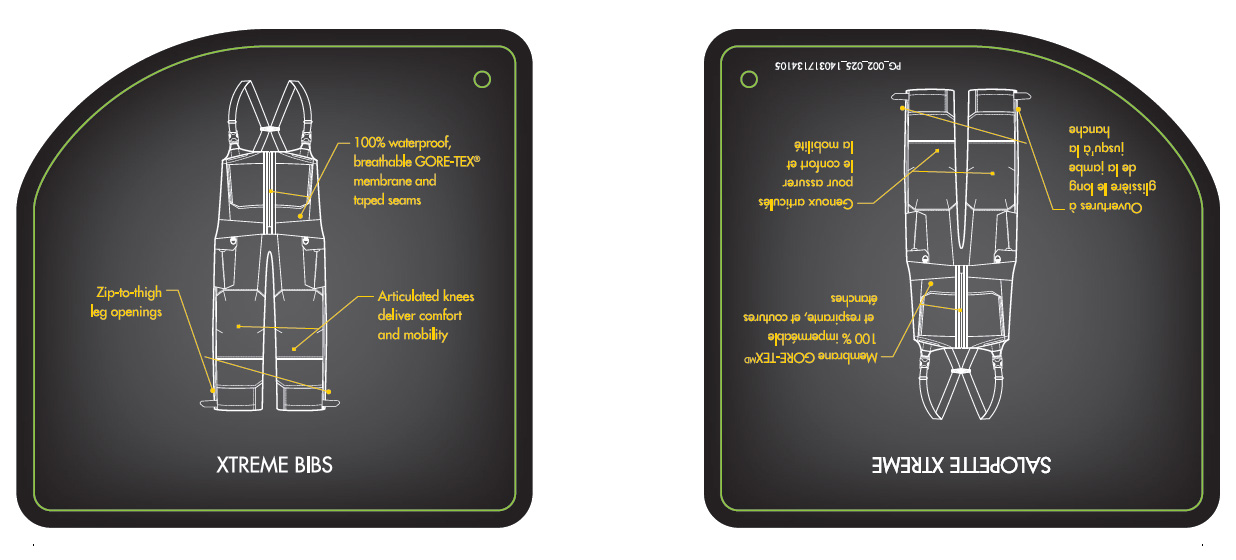 100% waterproof,
breathable GORE-TEX®
membrane and
taped seams
Zip-to-thigh
leg openings
Articulated knees
deliver comfort
and mobility
XTREME BIBS
SALOPETTE XTREME
Membrane GORE-TEXMD
100 % imperméable
et respirante, et coutures
étanches
Ouvertures à
glissière le long
de la jambe
jusqu'à la
hanche
Genoux articulés
pour assurer
le confort et
la mobilité
PG_002_025_140317134105